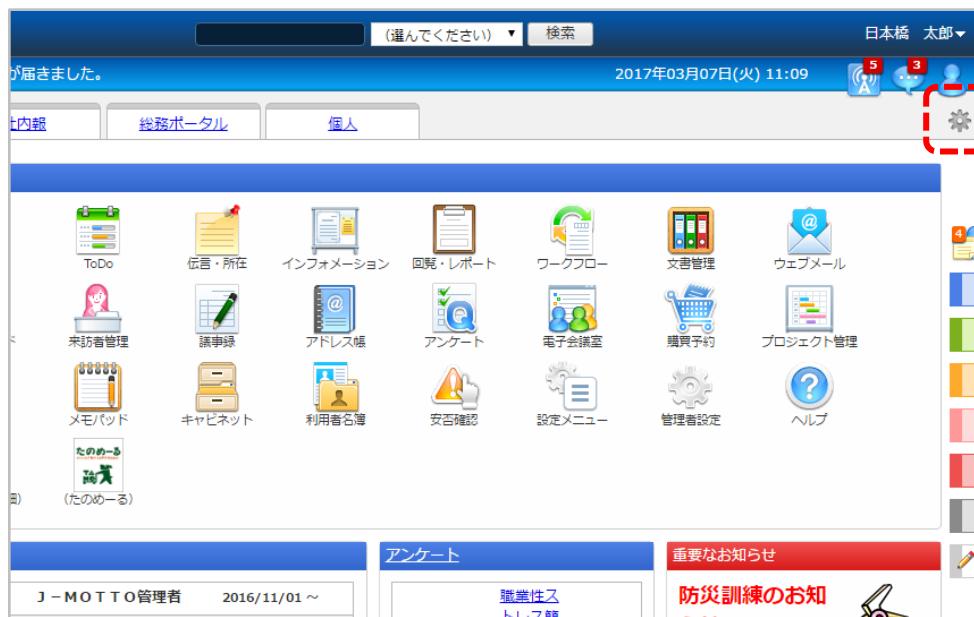 （選んでください） ▼ 検索 日本橋 太郎▼
が届きました。 2017年03月07日(火) 11:09 5 3
社内報 総務ポータル 個人
ToDo 伝言・所在 インフォメーション 回覧・レポート ワークフロー 文書管理 ウェブメール
4
来訪者管理 議事録 アドレス帳 アンケート 電子会議室 購買予約 プロジェクト管理
メモパッド キャビネット 利用者名簿 安否確認 設定メニュー 管理者設定 ヘルプ
たのめーる
（たのめーる）
アンケート 重要なお知らせ
Ｊ－ＭＯＴＴＯ管理者 2016/11/01 ～ 職業性ス 防災訓練のお知
トレス簡